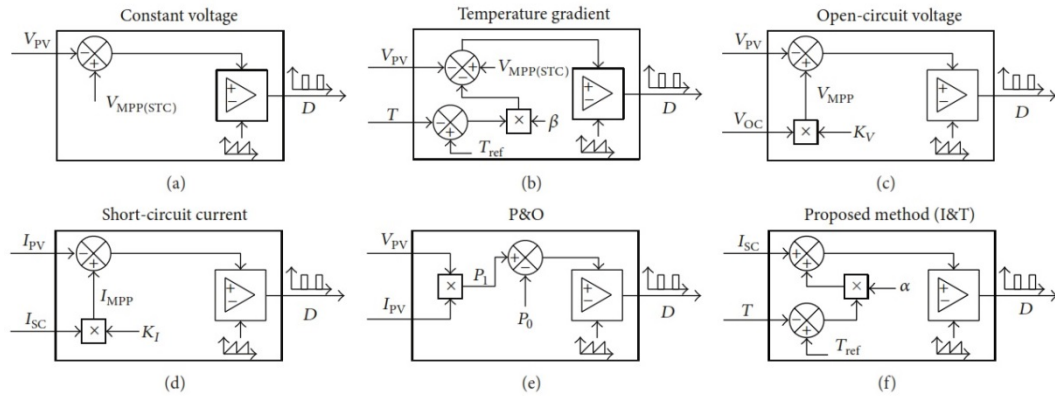 Constant voltage
V_PV
V_MPP(STC)
D
(a)
Temperature gradient
V_PV
V_MPP(STC)
T
β
T_ref
D
(b)
Open-circuit voltage
V_PV
V_MPP
V_OC
K_V
D
(c)
Short-circuit current
I_PV
I_MPP
I_SC
K_I
D
(d)
P&O
V_PV
P_1
I_PV
P_0
D
(e)
Proposed method (I&T)
I_SC
α
T
T_ref
D
(f)